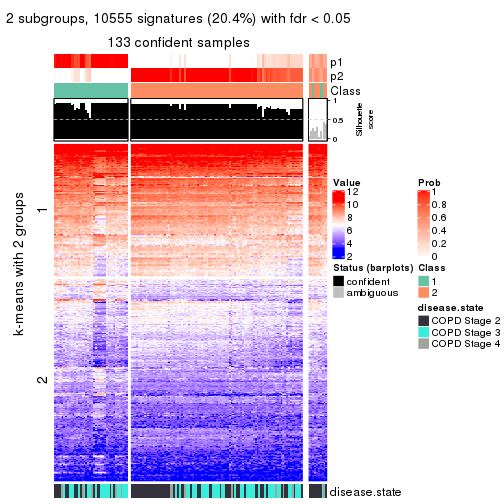 2 subgroups, 10555 signatures (20.4%) with fdr < 0.05
133 confident samples
p1
p2
Class
1
0.5
0
Silhouette
score
k-means with 2 groups
1
2
Value
12
10
8
6
4
2
Prob
1
0.8
0.6
0.4
0.2
0
Status (barplots)
confident
ambiguous
Class
1
2
disease.state
COPD Stage 2
COPD Stage 3
COPD Stage 4
disease.state